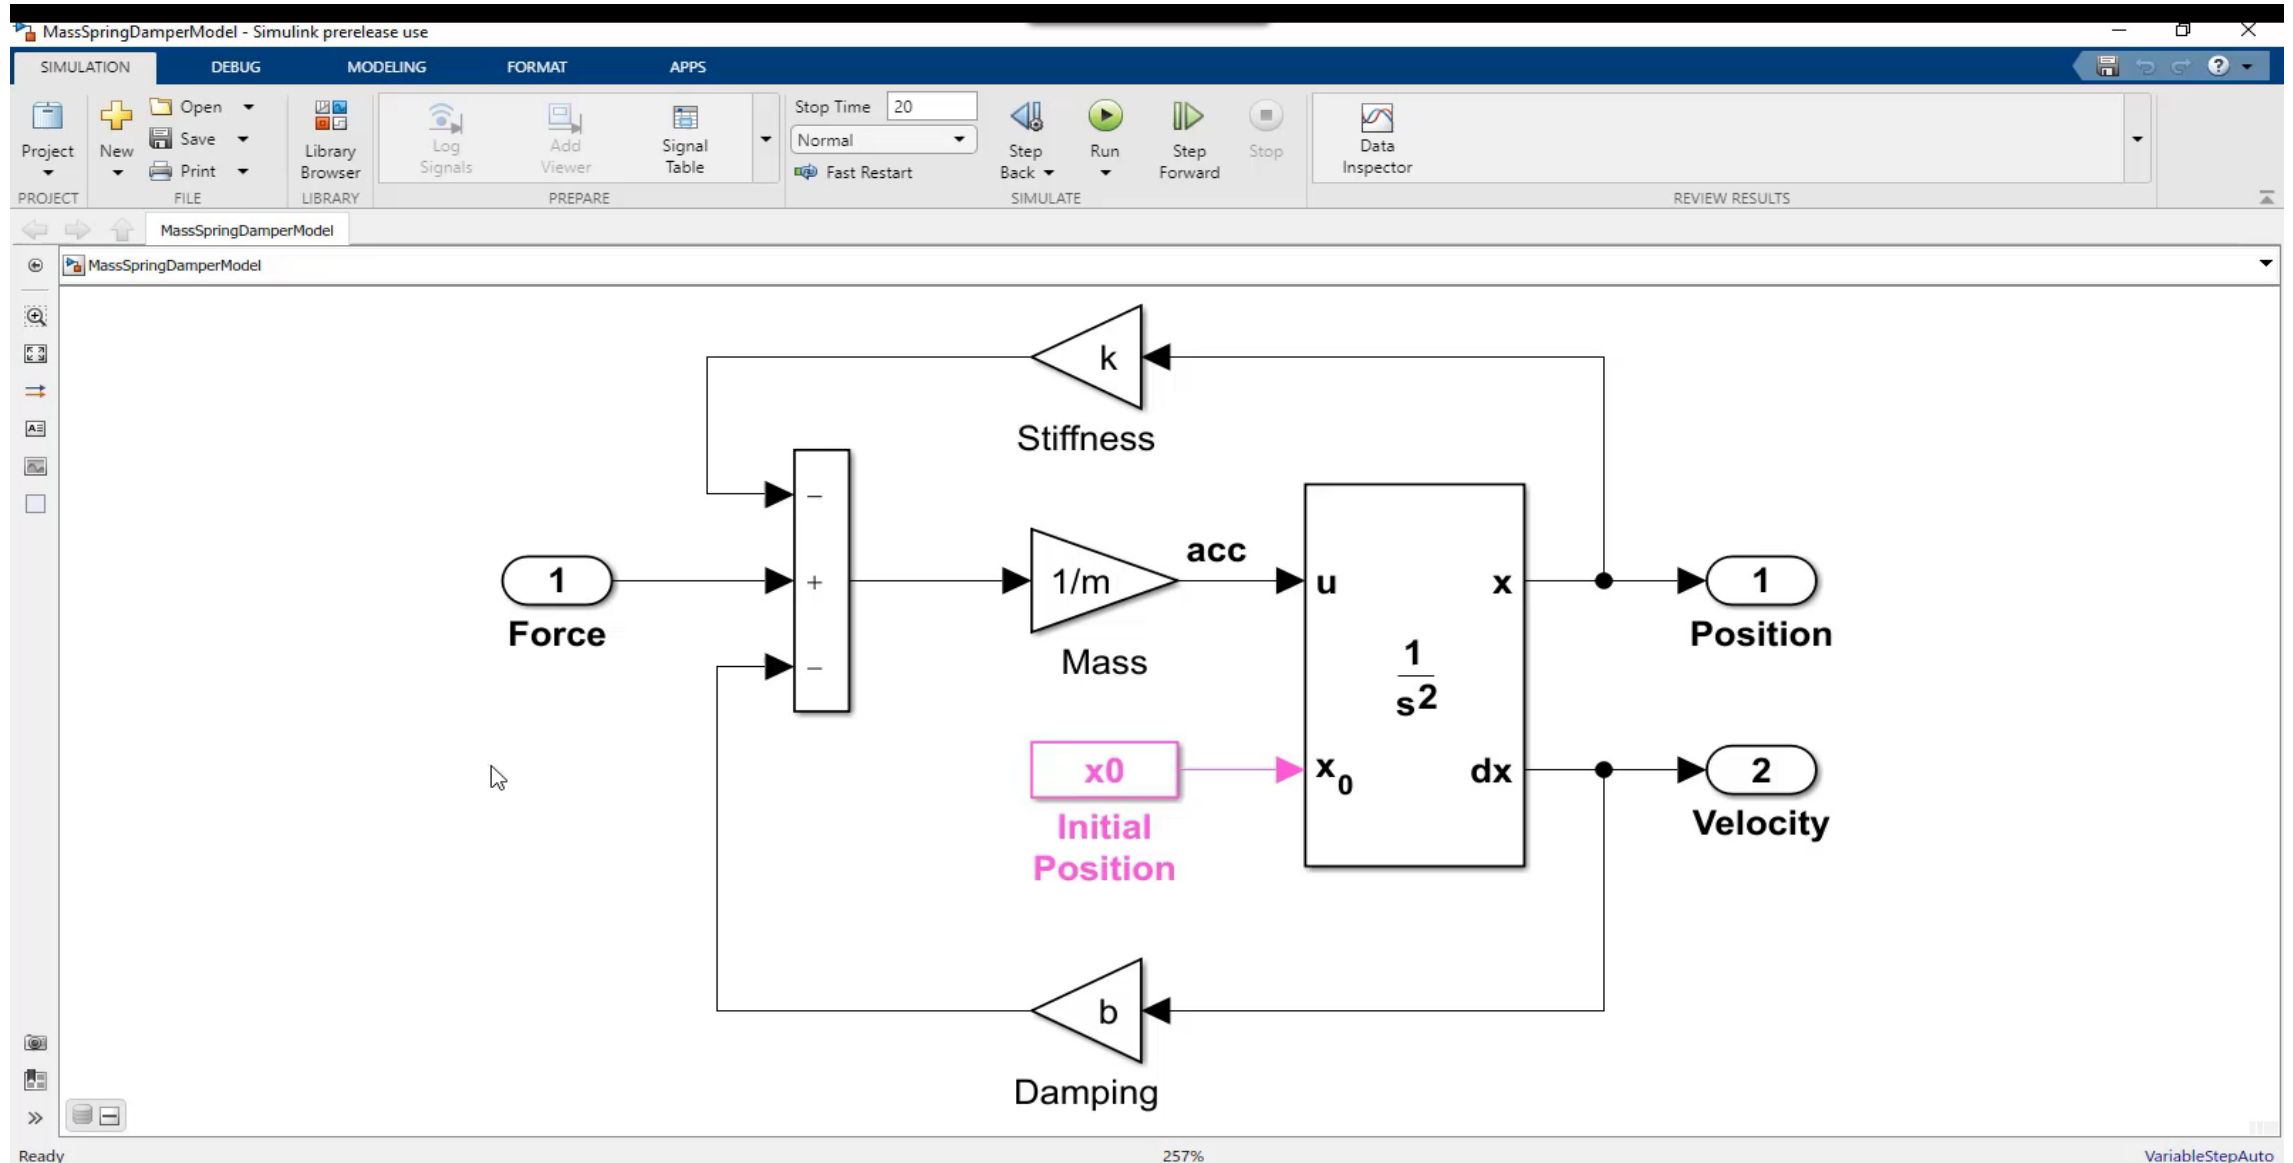 MassSpringDamperModel - Simulink prerelease use
SIMULATION
DEBUG
MODELING
FORMAT
APPS
Project
New
Open
Save
Print
Library
Browser
Log
Signals
Add
Viewer
Signal
Table
Stop Time 20
Normal
Fast Restart
Step
Back
Run
Step
Forward
Stop
Data
Inspector
PROJECT
FILE
LIBRARY
PREPARE
SIMULATE
REVIEW RESULTS
MassSpringDamperModel
MassSpringDamperModel
k
Stiffness
−
+
−
1
Force
1/m
Mass
acc
u
x
1
s2
x0
dx
x0
Initial
Position
1
Position
2
Velocity
b
Damping
Ready
257%
VariableStepAuto